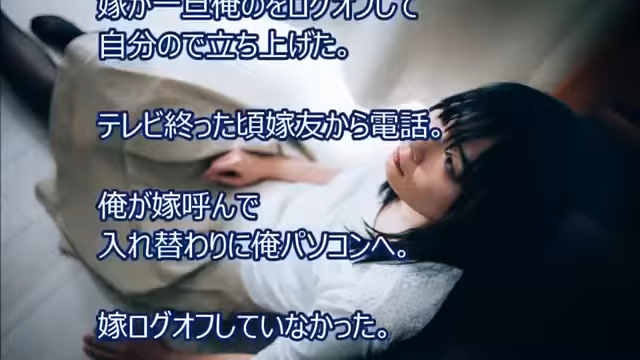 嫁が一旦俺のをログオフして
自分ので立ち上げた。
テレビ終った頃嫁友から電話。
俺が嫁呼んで
入れ替わりに俺パソコンへ。
嫁ログオフしていなかった。